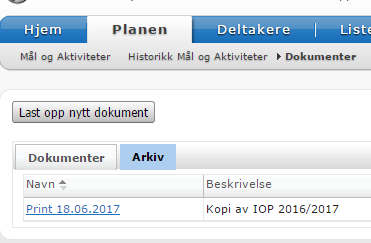 Hjem Planen Deltakere Liste
Mål og Aktiviteter Historikk Mål og Aktiviteter Dokumenter
Last opp nytt dokument
Dokumenter Arkiv
Navn Beskrivelse
Print 18.06.2017 Kopi av IOP 2016/2017